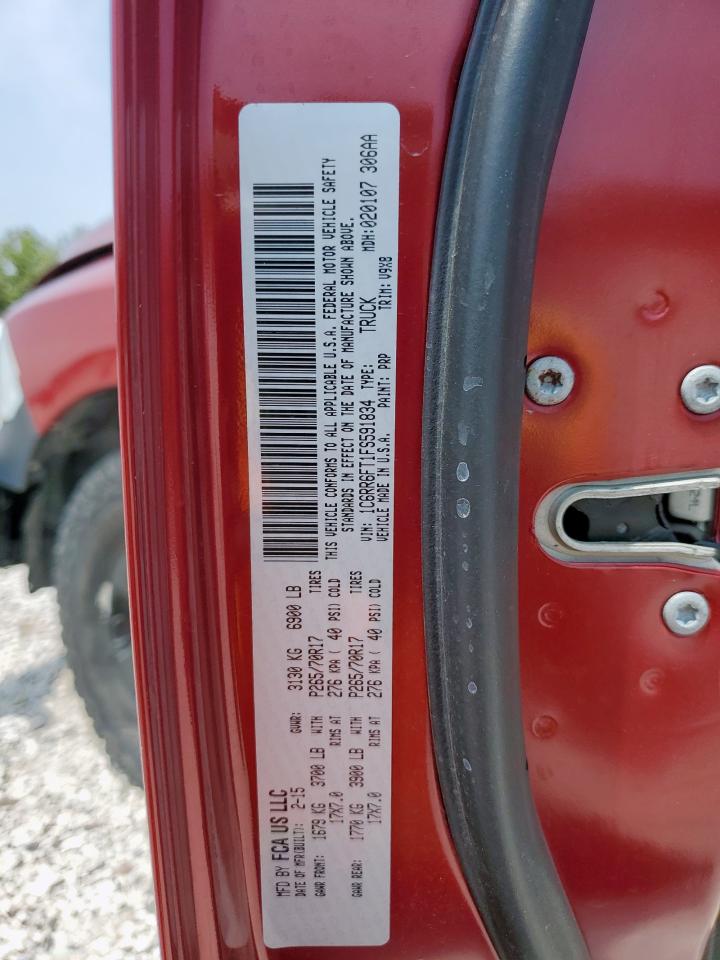 MFD BY FCA US LLC
DATE OF MFR(BUILT): 2-15 GVWR: 3130 KG 6900 LB
GAWR FRONT: 1679 KG 3700 LB WITH P265/70R17 TIRES
17X7.0 RIMS AT 276 KPA ( 40 PSI) COLD
GAWR REAR: 1770 KG 3900 LB WITH P265/70R17 TIRES
17X7.0 RIMS AT 276 KPA ( 40 PSI) COLD
THIS VEHICLE CONFORMS TO ALL APPLICABLE U.S.A. FEDERAL MOTOR VEHICLE SAFETY
STANDARDS IN EFFECT ON THE DATE OF MANUFACTURE SHOWN ABOVE.
VIN: 1C6RR6FT1FS591834 TYPE: TRUCK MDH:020107 306AA
VEHICLE MADE IN U.S.A. PAINT: PRP TRIM: V9X8